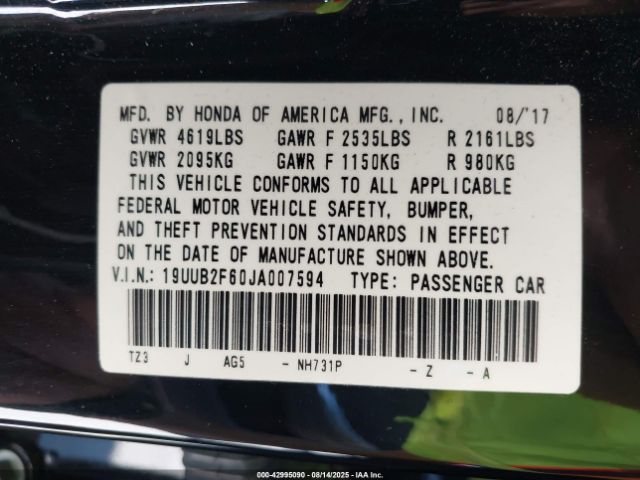 MFD. BY HONDA OF AMERICA MFG., INC. 08/'17
GVWR 4619LBS GAWR F 2535LBS R 2161LBS
GVWR 2095KG GAWR F 1150KG R 980KG
THIS VEHICLE CONFORMS TO ALL APPLICABLE
FEDERAL MOTOR VEHICLE SAFETY, BUMPER,
AND THEFT PREVENTION STANDARDS IN EFFECT
ON THE DATE OF MANUFACTURE SHOWN ABOVE.
V.I.N.: 19UUB2F60JA007594 TYPE: PASSENGER CAR
TZ3 J AG5 - NH731P - Z - A
000-42995090 - 08/14/2025 - IAA Inc.